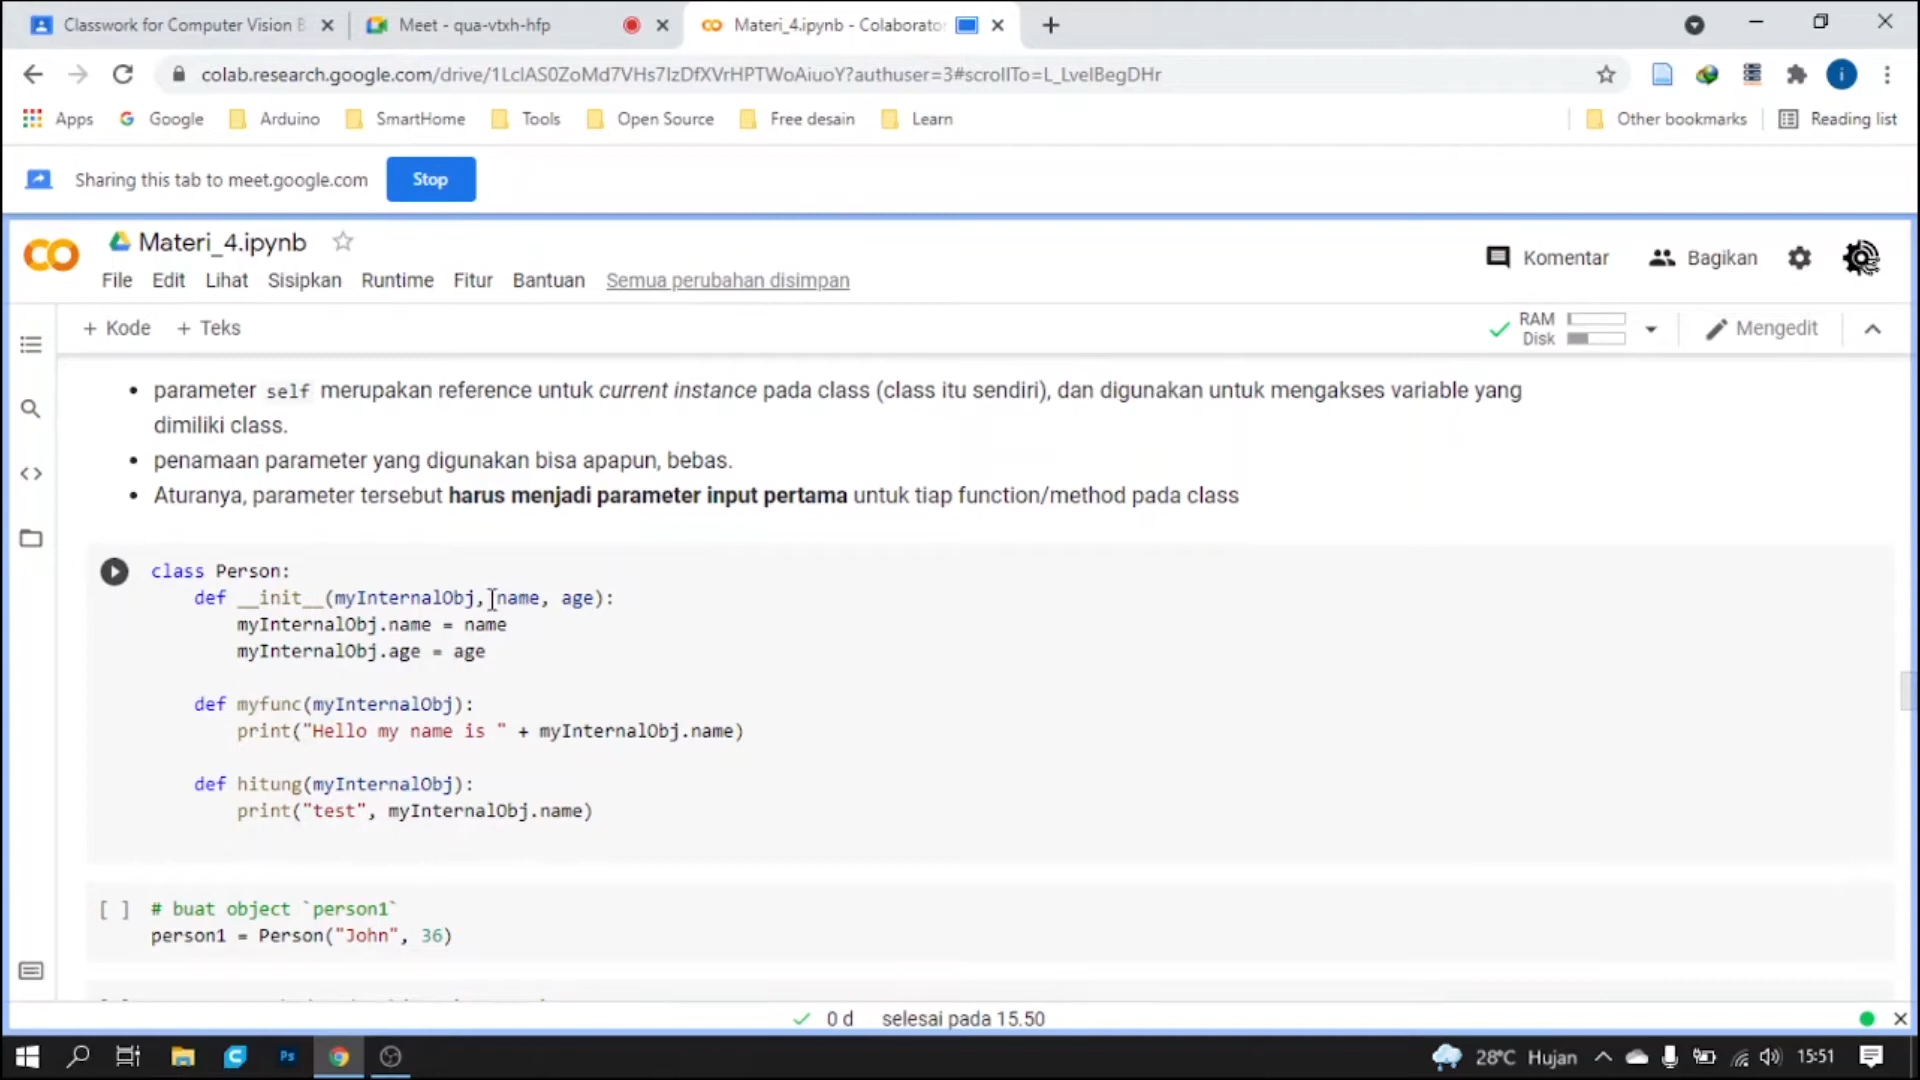 Classwork for Computer Vision B
Meet - qua-vtxh-hfp
Materi_4.ipynb - Colaborator
colab.research.google.com/drive/1LcIAS0ZoMd7VHs7IzDfXVrHPTWoAiuoY?authuser=3#scrollTo=L_LvelBegDHr
i
Apps
Google
Arduino
SmartHome
Tools
Open Source
Free desain
Learn
Other bookmarks
Reading list
Sharing this tab to meet.google.com
Stop
Materi_4.ipynb
File Edit Lihat Sisipkan Runtime Fitur Bantuan Semua perubahan disimpan
Komentar
Bagikan
+ Kode + Teks
RAM
Disk
Mengedit
• parameter self merupakan reference untuk current instance pada class (class itu sendiri), dan digunakan untuk mengakses variable yang
dimiliki class.
• penamaan parameter yang digunakan bisa apapun, bebas.
• Aturanya, parameter tersebut harus menjadi parameter input pertama untuk tiap function/method pada class
class Person:
def __init__(myInternalObj, name, age):
myInternalObj.name = name
myInternalObj.age = age
def myfunc(myInternalObj):
print("Hello my name is " + myInternalObj.name)
def hitung(myInternalObj):
print("test", myInternalObj.name)
[ ] # buat object `person1`
person1 = Person("John", 36)
0 d selesai pada 15.50
Ps
28°C Hujan
15:51